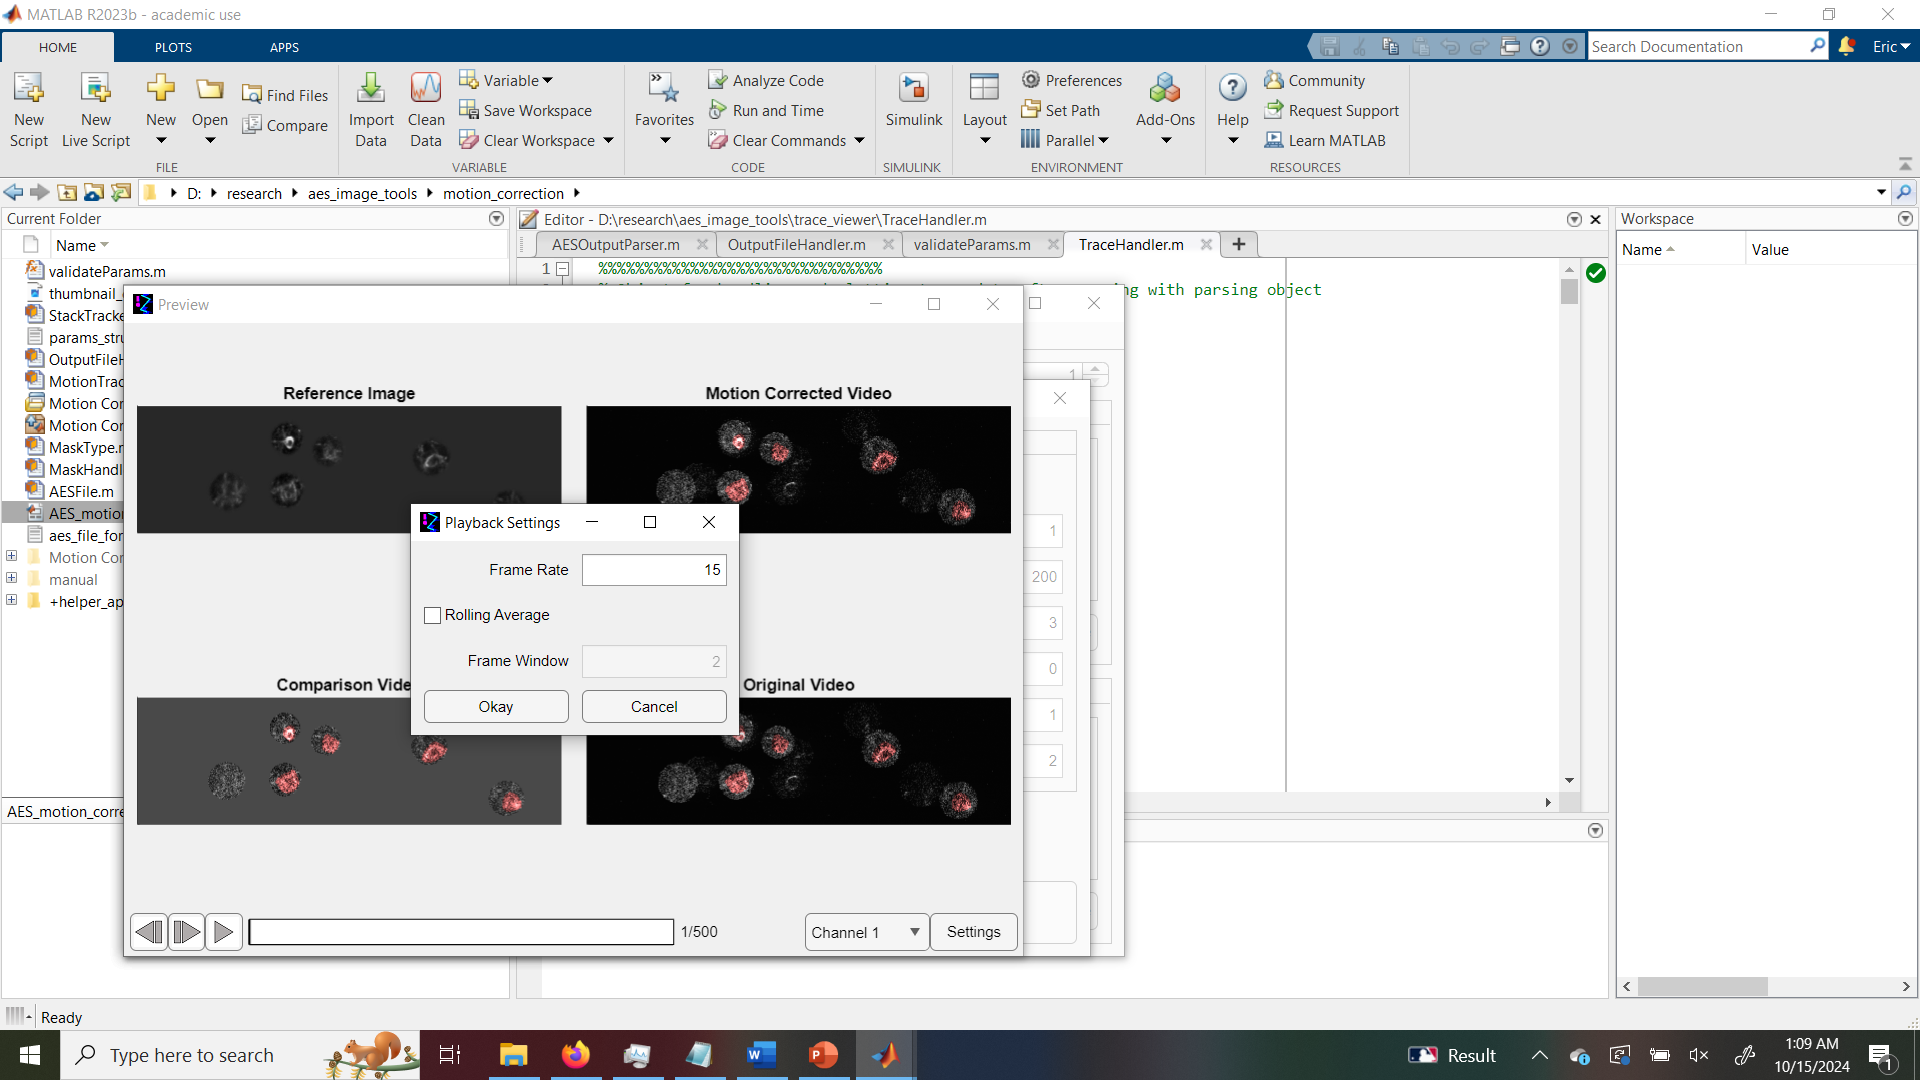 MATLAB R2023b - academic use
HOME
PLOTS
APPS
Search Documentation
Eric
New Script
New Live Script
New
Open
Find Files
Compare
FILE
Import Data
Clean Data
Variable
Save Workspace
Clear Workspace
VARIABLE
Favorites
Analyze Code
Run and Time
Clear Commands
CODE
Simulink
SIMULINK
Layout
Preferences
Set Path
Parallel
Add-Ons
ENVIRONMENT
Help
Community
Request Support
Learn MATLAB
RESOURCES
D: research aes_image_tools motion_correction
Current Folder
Name
validateParams.m
thumbnail_
StackTracke
params_stru
OutputFileH
MotionTrac
Motion Cor
Motion Cor
MaskType.
MaskHandl
AESFile.m
AES_motion
aes_file_for
Motion Cor
manual
+helper_ap
AES_motion_corre
Editor - D:\research\aes_image_tools\trace_viewer\TraceHandler.m
AESOutputParser.m
OutputFileHandler.m
validateParams.m
TraceHandler.m
1
%%%%%%%%%%%%%%%%%%%%%%%%%%%%%%%
ng with parsing object
Workspace
Name
Value
Preview
Reference Image
Motion Corrected Video
Comparison Vide
Original Video
Playback Settings
Frame Rate
15
Rolling Average
Frame Window
2
Okay
Cancel
1
1
200
3
0
1
2
1/500
Channel 1
Settings
Ready
Type here to search
Result
1:09 AM
10/15/2024
1